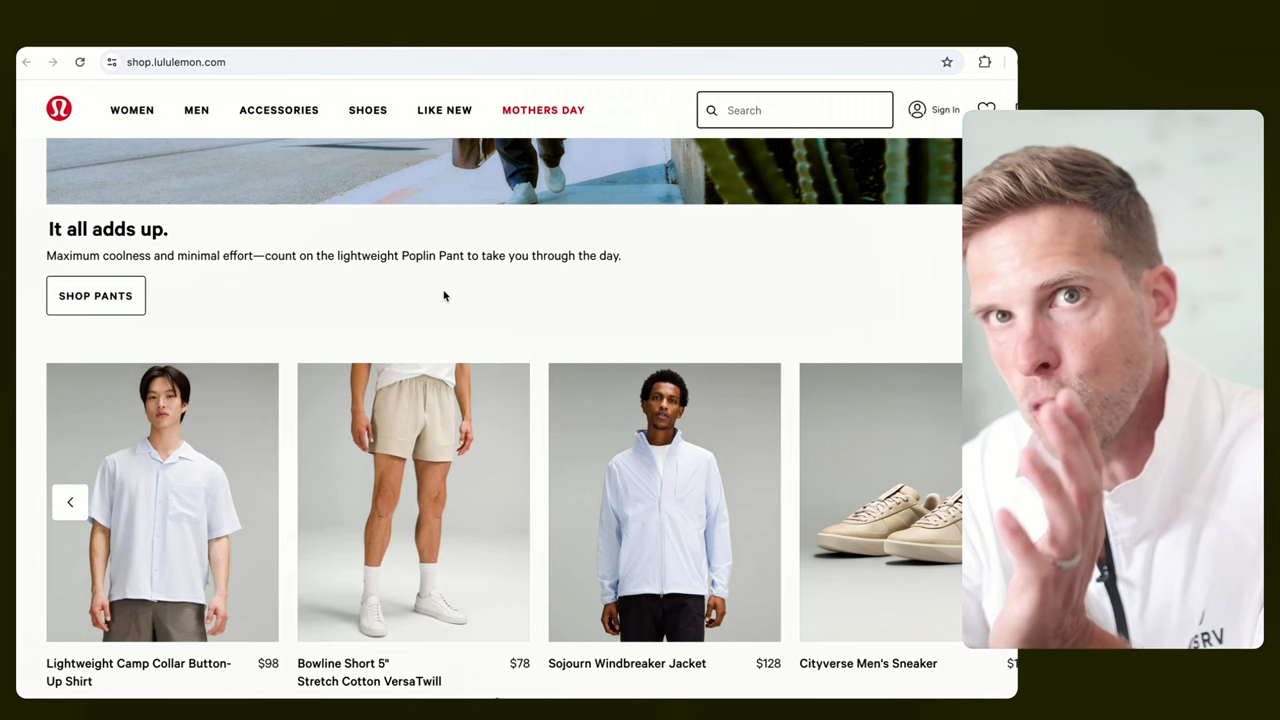 shop.lululemon.com
WOMEN MEN ACCESSORIES SHOES LIKE NEW MOTHERS DAY Search Sign In
It all adds up.
Maximum coolness and minimal effort—count on the lightweight Poplin Pant to take you through the day.
SHOP PANTS
Lightweight Camp Collar Button-
Up Shirt
$98
Bowline Short 5"
Stretch Cotton VersaTwill
$78
Sojourn Windbreaker Jacket
$128
Cityverse Men's Sneaker
SRV